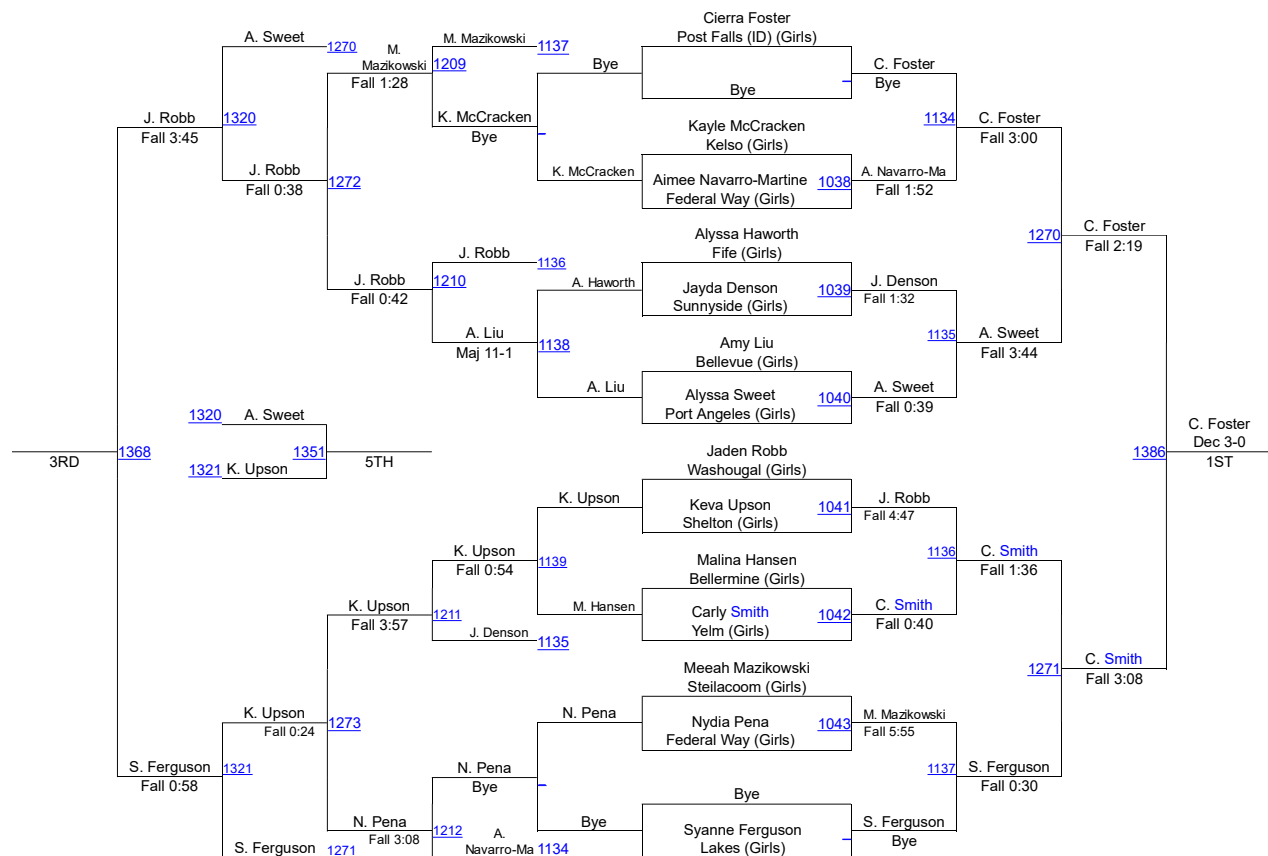 Cierra Foster
A. Sweet
M. Mazikowski 1137
Post Falls (ID) (Girls)
1270
M.
Mazikowski
1209
Bye
C. Foster
Fall 1:28
Bye
Bye
J. Robb
1320
K. McCracken
1134
C. Foster
Fall 3:45
Bye
Kayle McCracken
Fall 3:00
Kelso (Girls)
J. Robb
K. McCracken
A. Navarro-Ma
Fall 0:38
1272
Aimee Navarro-Martine
1038
Fall 1:52
Federal Way (Girls)
Alyssa Haworth
1270
C. Foster
J. Robb
1136
Fife (Girls)
Fall 2:19
J. Robb
1210
A. Haworth
Jayda Denson
1039
J. Denson
Fall 0:42
Sunnyside (Girls)
Fall 1:32
A. Liu
1138
Amy Liu
1135
A. Sweet
Maj 11-1
Bellevue (Girls)
Fall 3:44
A. Liu
Alyssa Sweet
1040
A. Sweet
Port Angeles (Girls)
Fall 0:39
1320
A. Sweet
C. Foster
Dec 3-0
3RD
1368
1351
5TH
Jaden Robb
1386
1ST
1321
K. Upson
Washougal (Girls)
K. Upson
Keva Upson
1041
J. Robb
Shelton (Girls)
Fall 4:47
K. Upson
1139
Malina Hansen
1136
C. Smith
Fall 0:54
Bellermine (Girls)
Fall 1:36
K. Upson
1211
M. Hansen
Carly Smith
1042
C. Smith
Fall 3:57
J. Denson
1135
Yelm (Girls)
Fall 0:40
Meeah Mazikowski
1271
C. Smith
Steilacoom (Girls)
Fall 3:08
K. Upson
1273
N. Pena
Nydia Pena
1043
M. Mazikowski
Fall 0:24
Federal Way (Girls)
Fall 5:55
S. Ferguson
1321
N. Pena
1137
S. Ferguson
Fall 0:58
Bye
Bye
Fall 0:30
N. Pena
1212
Bye
Syanne Ferguson
S. Ferguson
Fall 3:08
A.
Navarro-Ma
1134
Lakes (Girls)
Bye
S. Ferguson
1271